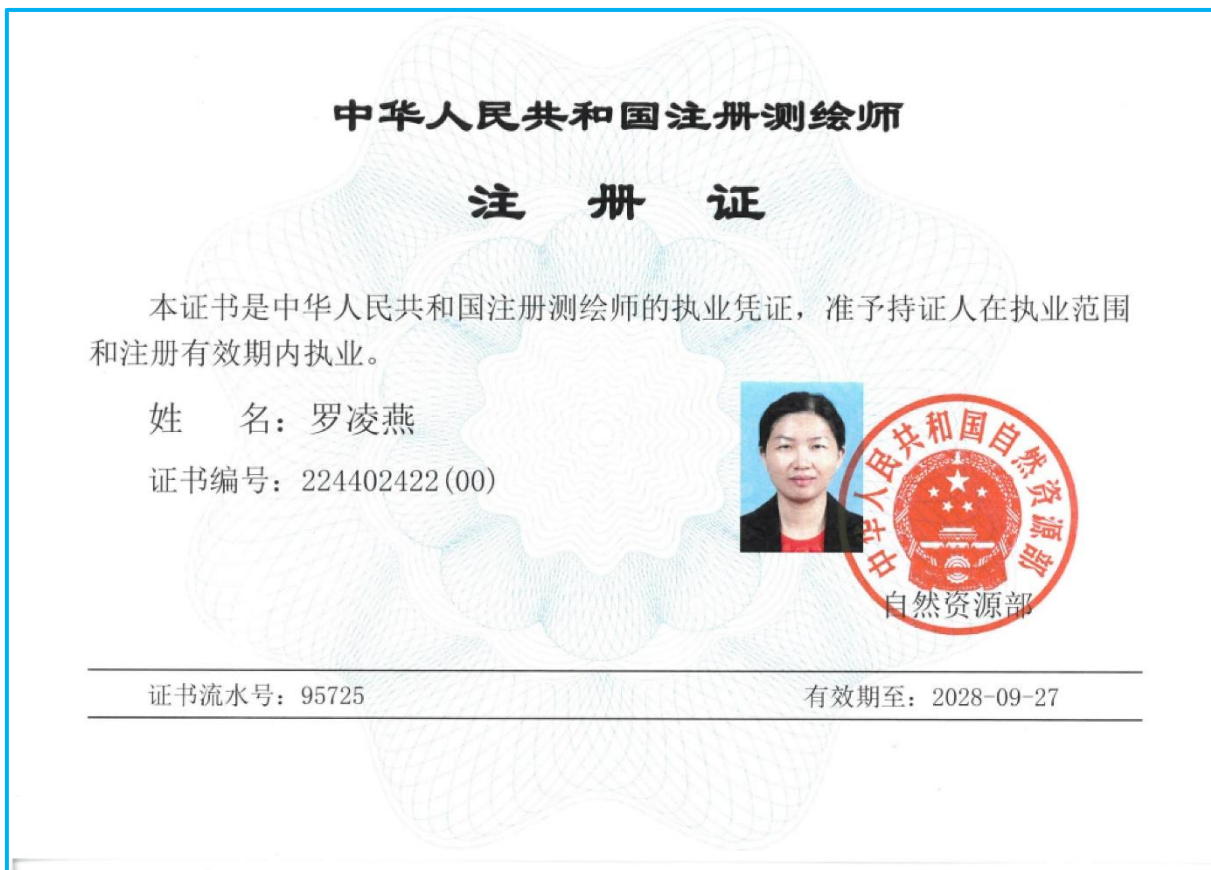 中华人民共和国注册测绘师
注 册 证
本证书是中华人民共和国注册测绘师的执业凭证，准予持证人在执业范围
和注册有效期内执业。
姓 名：罗凌燕
证书编号：224402422(00)
中华人民共和国自然资源部
自然资源部
证书流水号：95725
有效期至：2028-09-27